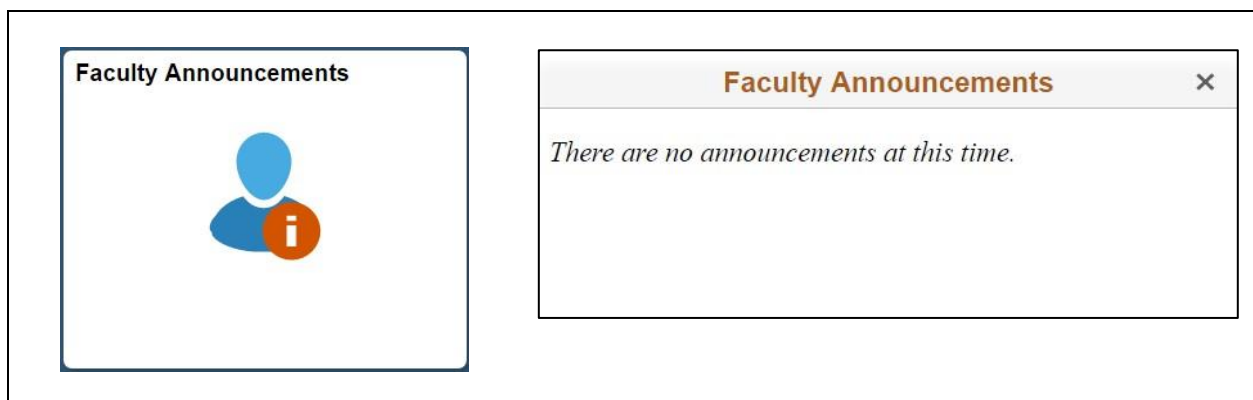 Faculty Announcements
i
Faculty Announcements ×
There are no announcements at this time.